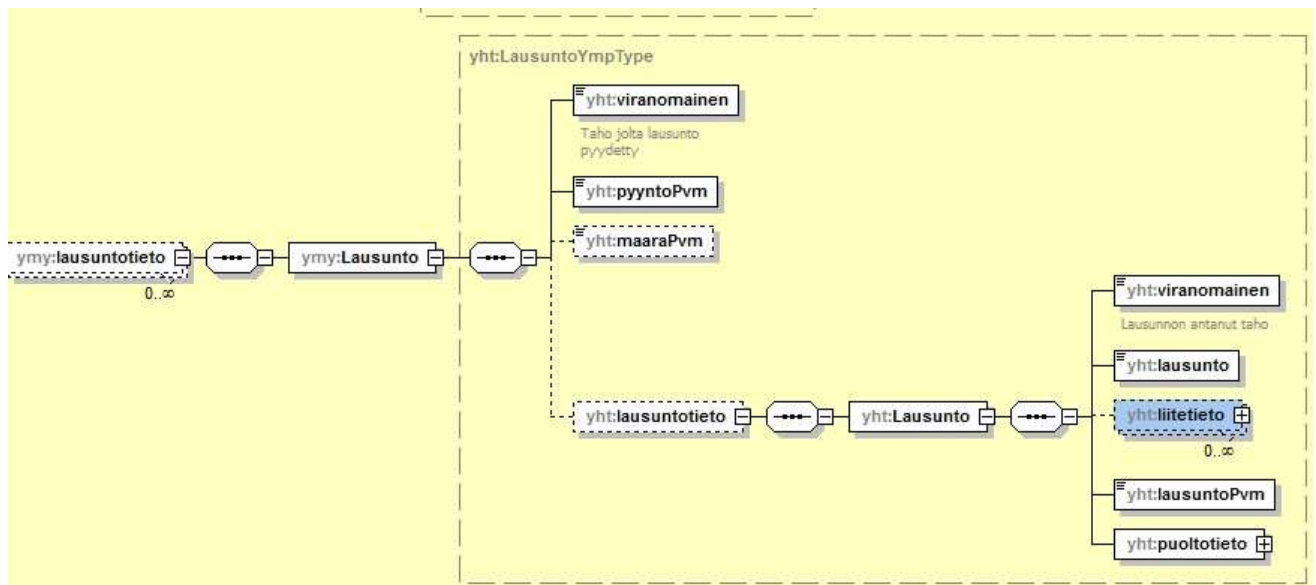 yht:LausuntoYmpType
yht:viranomainen
Taho jolta lausunto
pyydetty
yht:pyyntoPvm
yht:maaraPvm
ymy:lausuntotieto
0..∞
ymy:Lausunto
yht:lausuntotieto
yht:Lausunto
yht:viranomainen
Lausunnon antanut taho
yht:lausunto
yht:liitetieto
0..∞
yht:lausuntoPvm
yht:puoltotieto